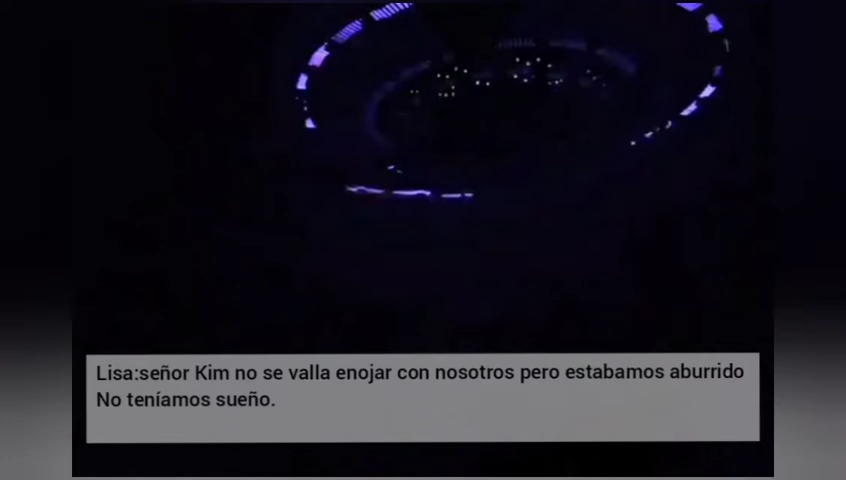 Lisa:señor Kim no se valla enojar con nosotros pero estabamos aburrido
No teníamos sueño.